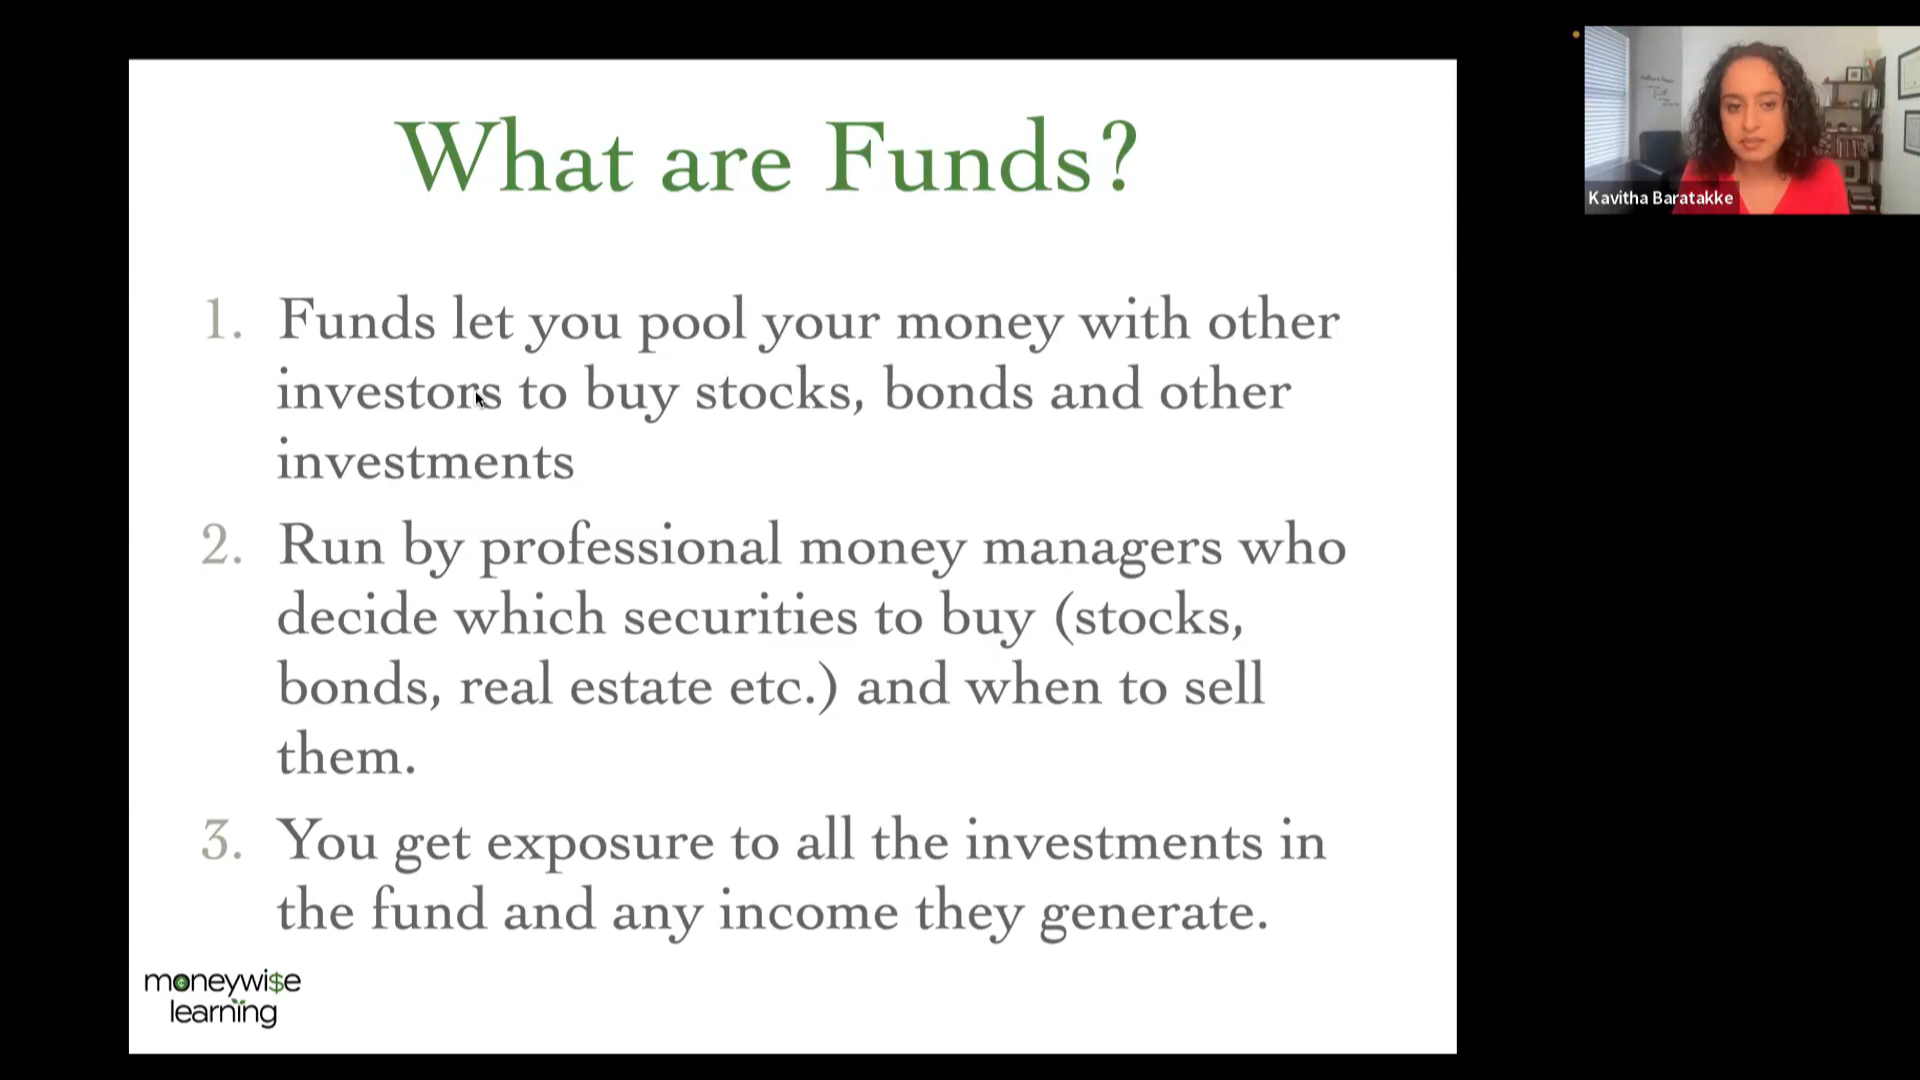 What are Funds?
1. Funds let you pool your money with other
investors to buy stocks, bonds and other
investments
2. Run by professional money managers who
decide which securities to buy (stocks,
bonds, real estate etc.) and when to sell
them.
3. You get exposure to all the investments in
the fund and any income they generate.
moneywi$e
learning
Kavitha Baratakke